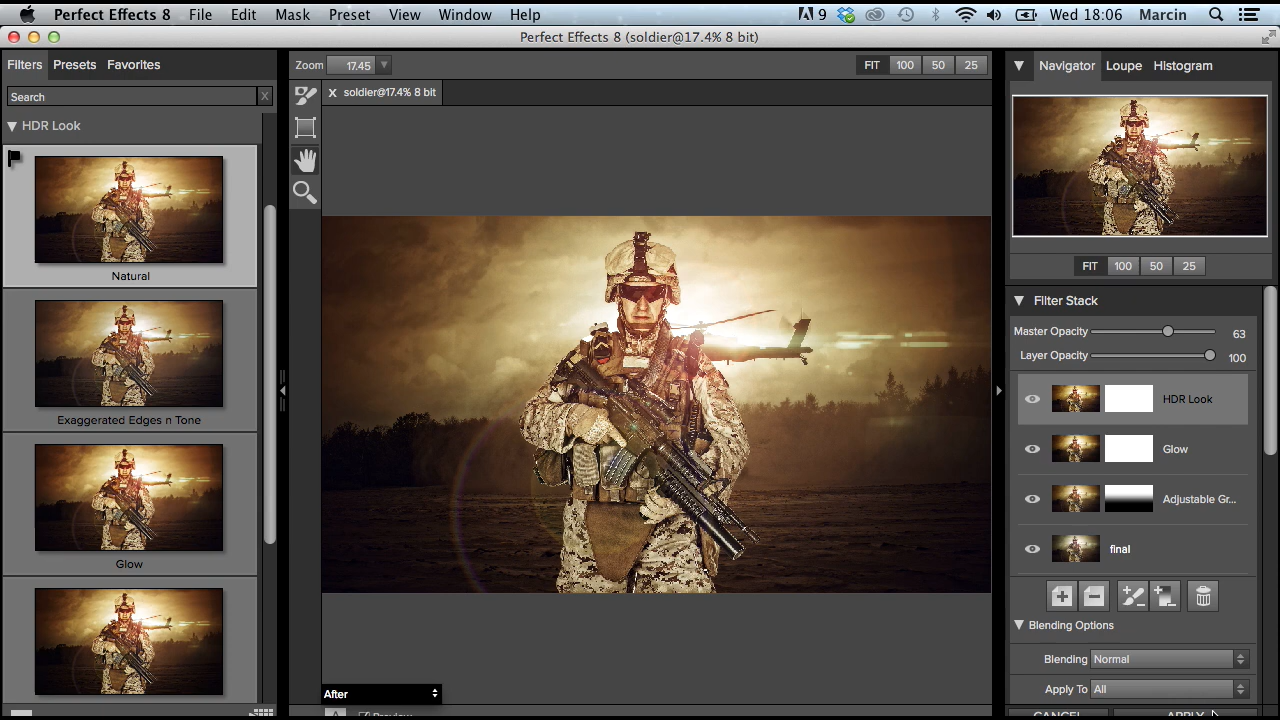 Perfect Effects 8 File Edit Mask Preset View Window Help 9 Wed 18:06 Marcin
Perfect Effects 8 (soldier@17.4% 8 bit)
Filters Presets Favorites
Search X
HDR Look
Natural
Exaggerated Edges n Tone
Glow
Zoom 17.45 FIT 100 50 25
X soldier@17.4% 8 bit
After
Preview
Navigator Loupe Histogram
FIT 100 50 25
Filter Stack
Master Opacity 63
Layer Opacity 100
HDR Look
Glow
Adjustable Gr...
final
Blending Options
Blending Normal
Apply To All
CANCEL APPLY